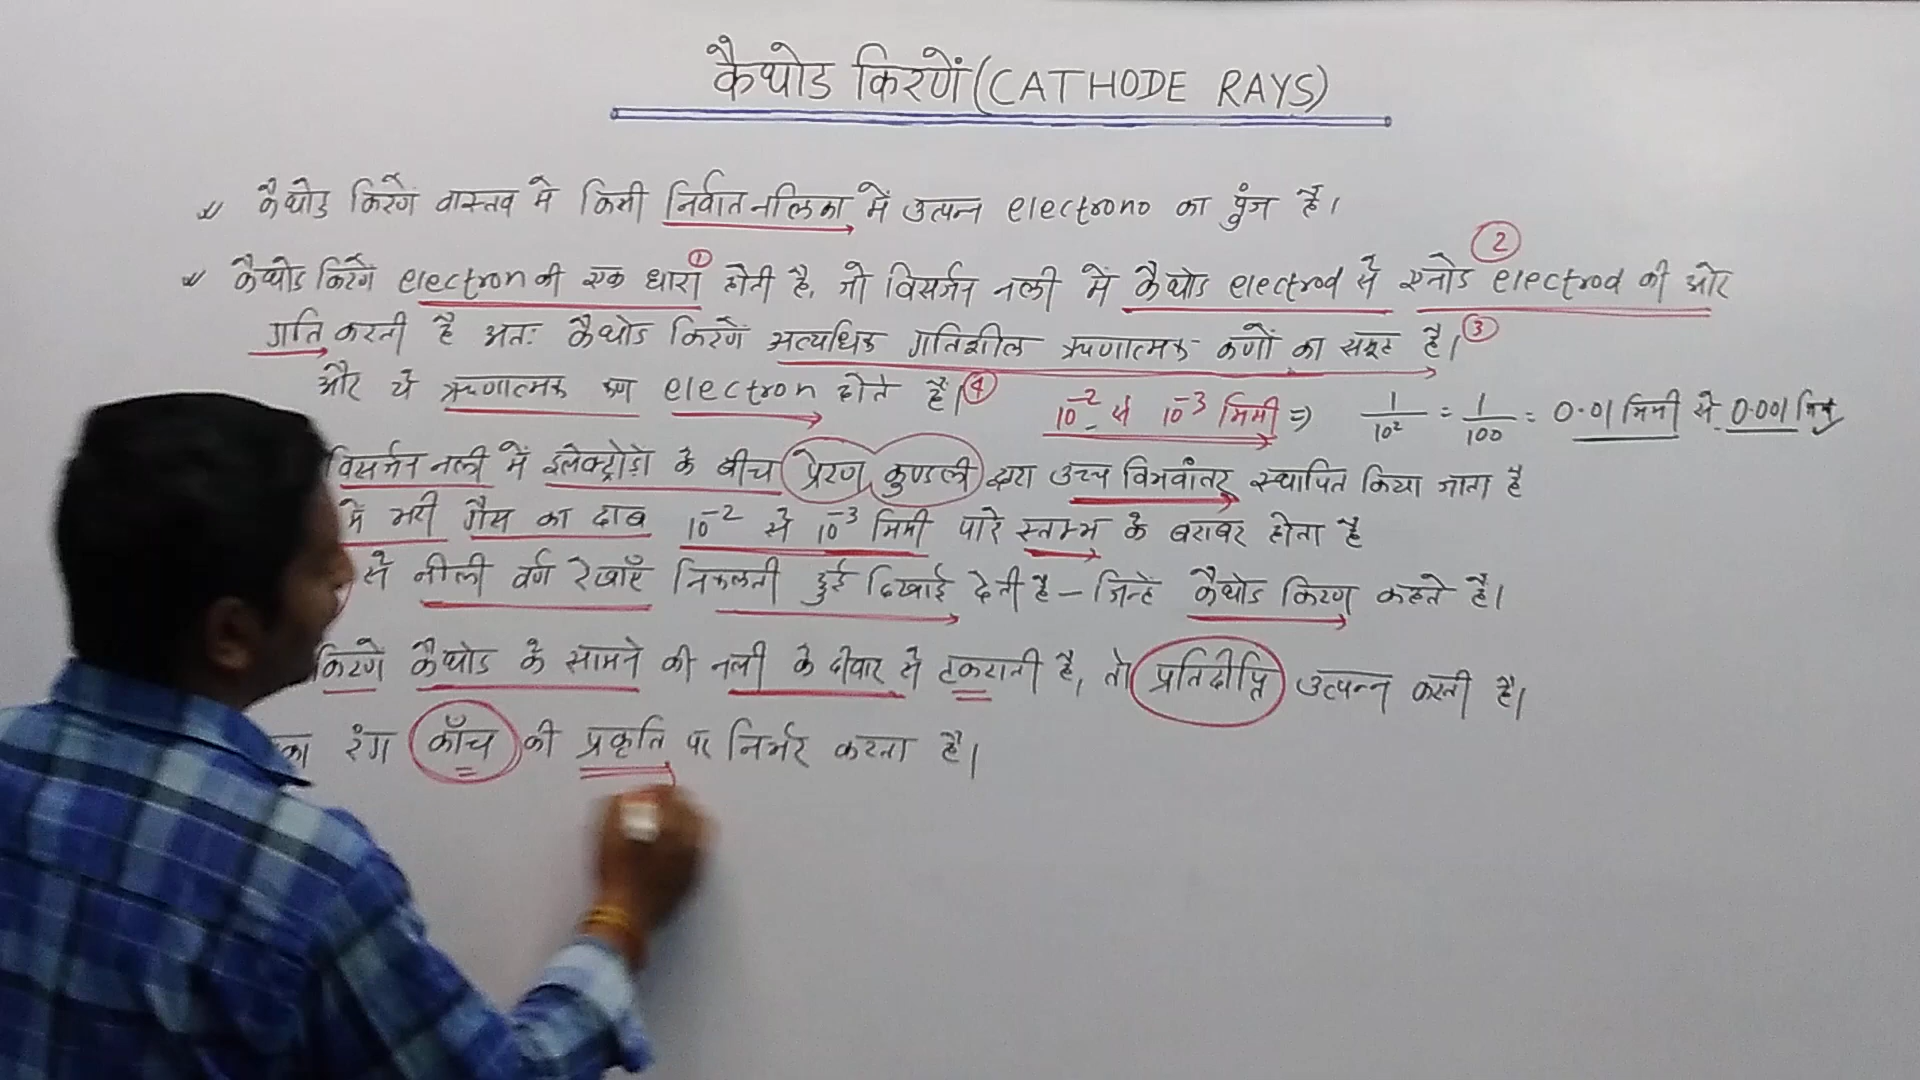 कैथोड किरणें (CATHODE RAYS)
कैथोड किरणें वास्तव मे किसी निर्वात नलिका में उत्पन्न electrono का पुंज है।
कैथोड किरणें electron की एक धारा ① होती है, जो विसर्जन नली में कैथोड electrod से एनोड electrod की ओर ②
गति करती है अतः कैथोड किरणें अत्यधिक गतिशील ऋणात्मक कणों का समूह है। ③
और ये ऋणात्मक कण electron होते है। ④
10⁻² से 10⁻³ मिमी ⇒ 1/10² = 1/100 = 0.01 मिमी से 0.001 मिमी
विसर्जन नली में इलेक्ट्रोड़ो के बीच प्रेरण कुण्डली द्वारा उच्च विभवांतर स्थापित किया जाता है
में भरी गैस का दाब 10⁻² से 10⁻³ मिमी पारे स्तम्भ के बराबर होता है
से नीली वर्ण रेखाएँ निकलती हुई दिखाई देती है - जिन्हे कैथोड किरण कहते है।
किरणे कैथोड के सामने की नली के दीवार से टकराती है, तो प्रतिदीप्ति उत्पन्न करती है।
का रंग काँच की प्रकृति पर निर्भर करता है।